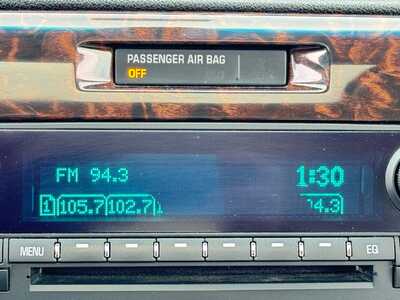 PASSENGER AIR BAG
OFF
FM 94.3 1:30
1 105.7 102.7 94.3
MENU EQ